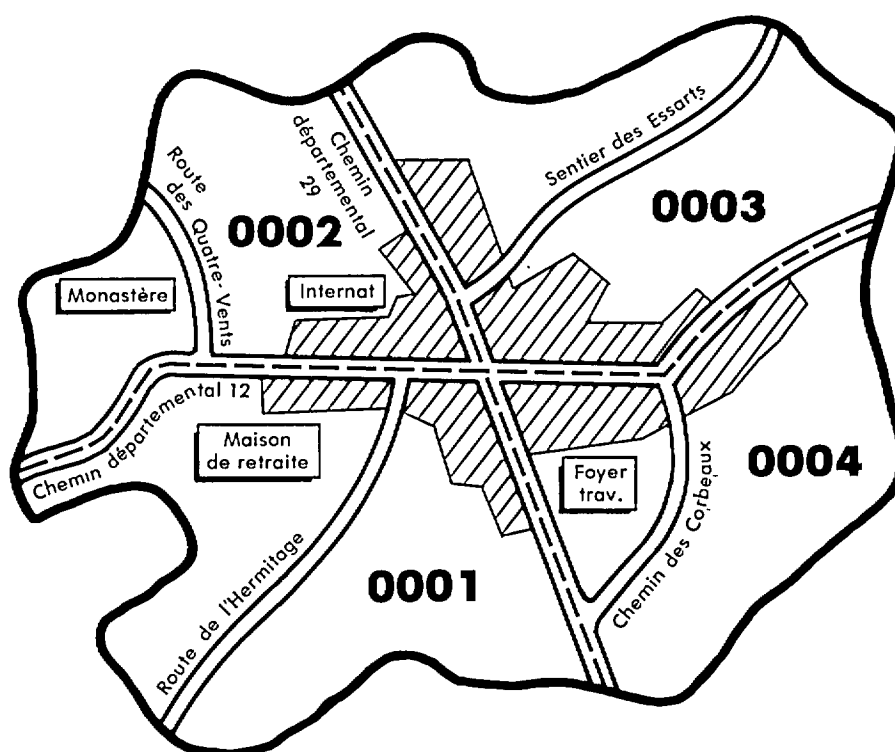 Chemin
départemental
29
Sentier des Essarts
Route
des Quatre-Vents
0002
0003
Monastère
Internat
Chemin départemental 12
Maison
de retraite
Foyer
trav.
0004
Chemin des Corbeaux
0001
Route de l'Hermitage